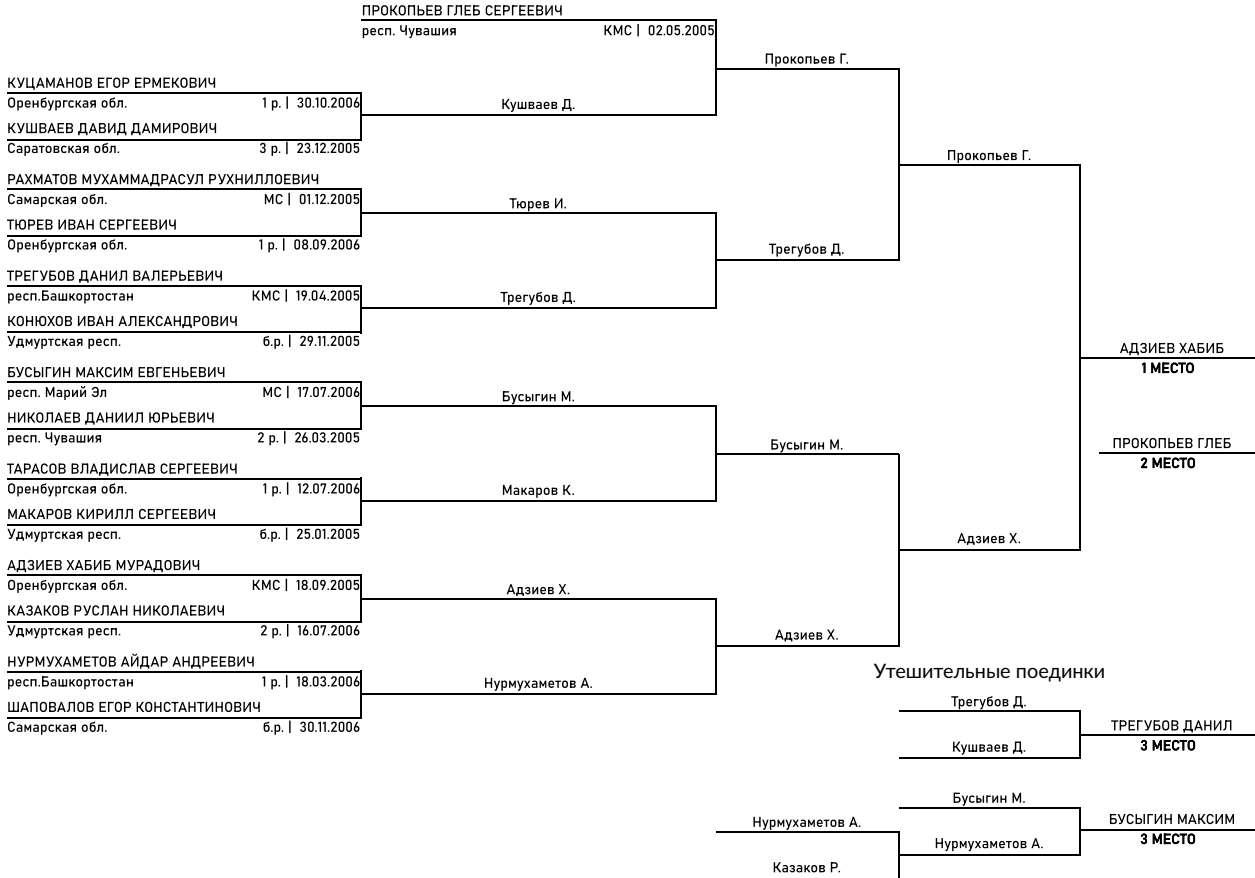 ПРОКОПЬЕВ ГЛЕБ СЕРГЕЕВИЧ
респ. Чувашия КМС | 02.05.2005
КУЦАМАНОВ ЕГОР ЕРМЕКОВИЧ
Оренбургская обл. 1 р. | 30.10.2006
КУШВАЕВ ДАВИД ДАМИРОВИЧ
Саратовская обл. 3 р. | 23.12.2005
РАХМАТОВ МУХАММАДРАСУЛ РУХНИЛЛОЕВИЧ
Самарская обл. МС | 01.12.2005
ТЮРЕВ ИВАН СЕРГЕЕВИЧ
Оренбургская обл. 1 р. | 08.09.2006
ТРЕГУБОВ ДАНИЛ ВАЛЕРЬЕВИЧ
респ.Башкортостан КМС | 19.04.2005
КОНЮХОВ ИВАН АЛЕКСАНДРОВИЧ
Удмуртская респ. б.р. | 29.11.2005
БУСЫГИН МАКСИМ ЕВГЕНЬЕВИЧ
респ. Марий Эл МС | 17.07.2006
НИКОЛАЕВ ДАНИИЛ ЮРЬЕВИЧ
респ. Чувашия 2 р. | 26.03.2005
ТАРАСОВ ВЛАДИСЛАВ СЕРГЕЕВИЧ
Оренбургская обл. 1 р. | 12.07.2006
МАКАРОВ КИРИЛЛ СЕРГЕЕВИЧ
Удмуртская респ. б.р. | 25.01.2005
АДЗИЕВ ХАБИБ МУРАДОВИЧ
Оренбургская обл. КМС | 18.09.2005
КАЗАКОВ РУСЛАН НИКОЛАЕВИЧ
Удмуртская респ. 2 р. | 16.07.2006
НУРМУХАМЕТОВ АЙДАР АНДРЕЕВИЧ
респ.Башкортостан 1 р. | 18.03.2006
ШАПОВАЛОВ ЕГОР КОНСТАНТИНОВИЧ
Самарская обл. б.р. | 30.11.2006
Кушваев Д.
Тюрев И.
Трегубов Д.
Бусыгин М.
Макаров К.
Адзиев Х.
Нурмухаметов А.
Прокопьев Г.
Трегубов Д.
Бусыгин М.
Адзиев Х.
Прокопьев Г.
Адзиев Х.
АДЗИЕВ ХАБИБ
1 МЕСТО
ПРОКОПЬЕВ ГЛЕБ
2 МЕСТО
Утешительные поединки
Трегубов Д.
Кушваев Д.
ТРЕГУБОВ ДАНИЛ
3 МЕСТО
Нурмухаметов А.
Казаков Р.
Бусыгин М.
Нурмухаметов А.
БУСЫГИН МАКСИМ
3 МЕСТО